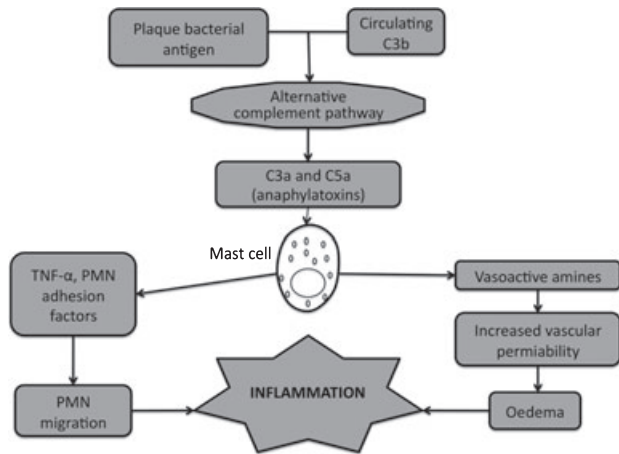 Plaque bacterial
antigen
Circulating
C3b
Alternative
complement pathway
C3a and C5a
(anaphylatoxins)
Mast cell
TNF-α, PMN
adhesion
factors
Vasoactive amines
Increased vascular
permiability
PMN
migration
INFLAMMATION
Oedema